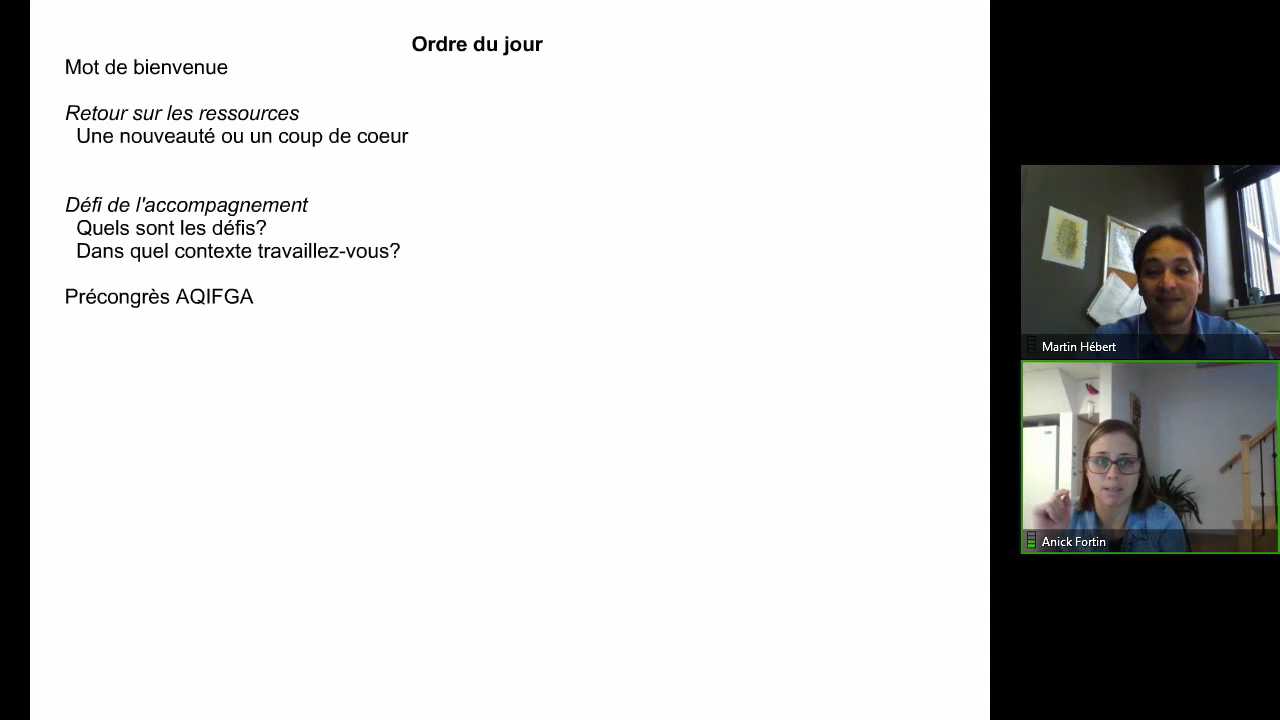 Ordre du jour
Mot de bienvenue
Retour sur les ressources
Une nouveauté ou un coup de coeur
Défi de l'accompagnement
Quels sont les défis?
Dans quel contexte travaillez-vous?
Précongrès AQIFGA
Martin Hébert
Anick Fortin